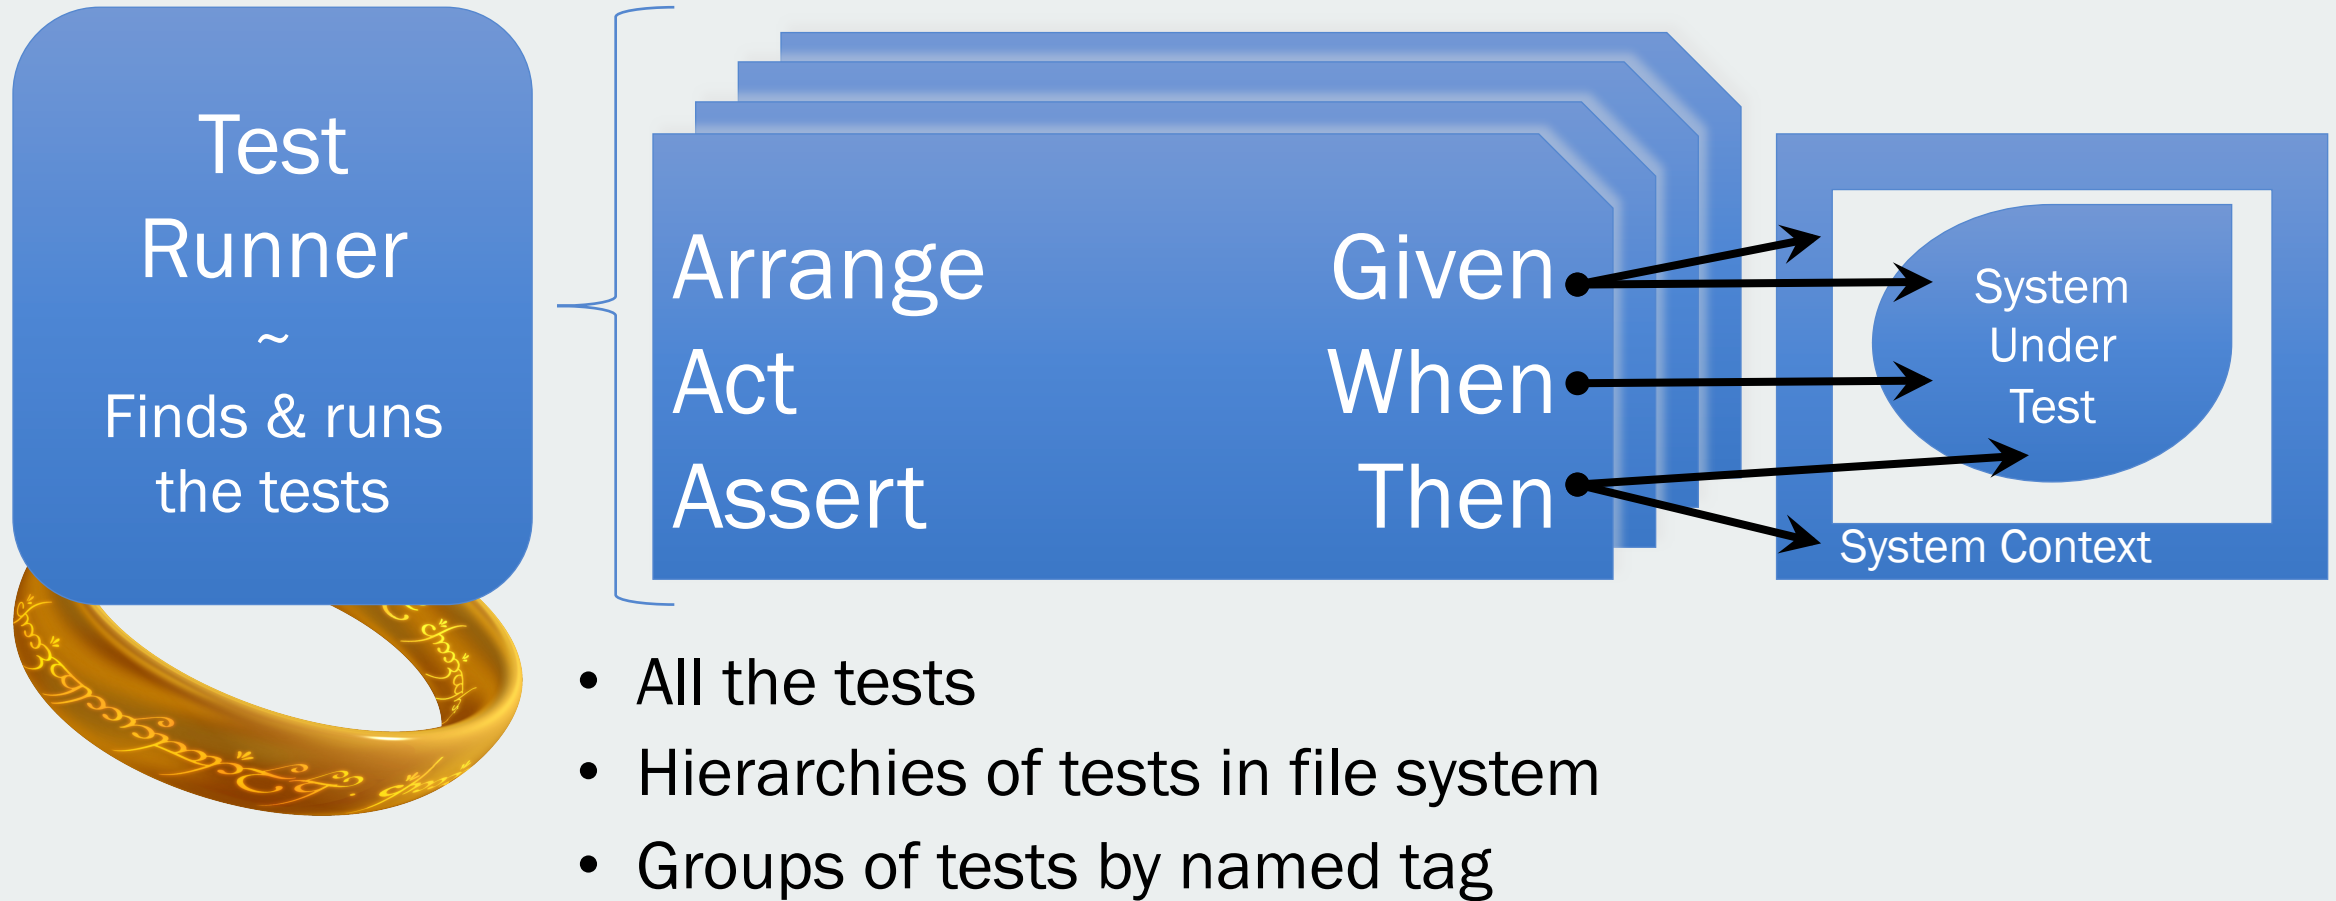 Test
Runner
~
Finds & runs
the tests
Arrange Given
Act When
Assert Then
System
Under
Test
System Context
• All the tests
• Hierarchies of tests in file system
• Groups of tests by named tag